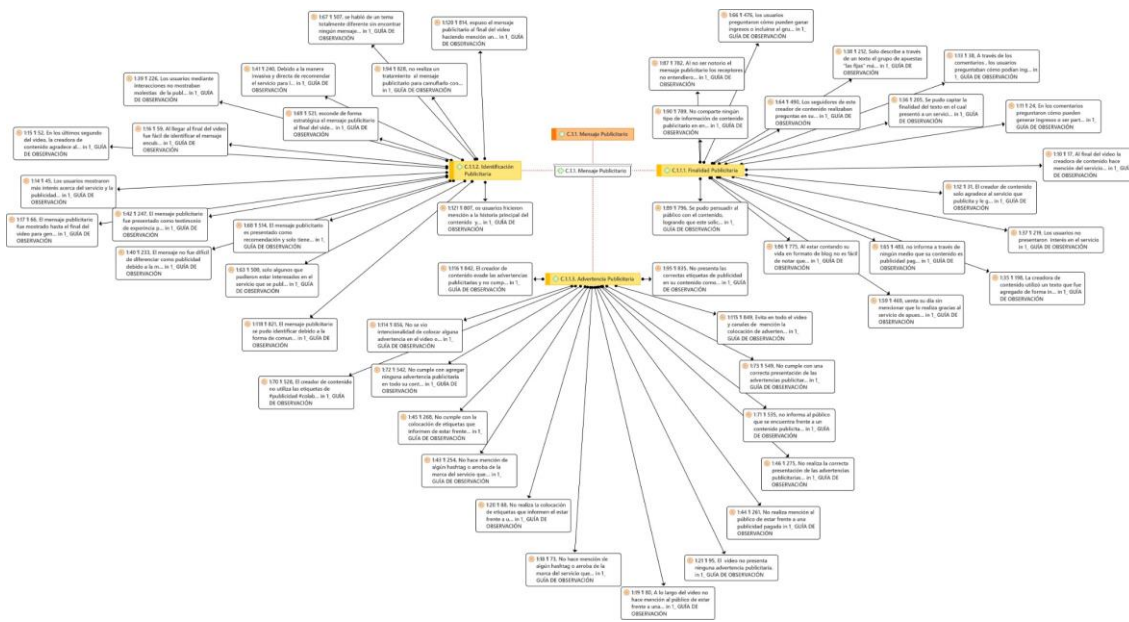 1:67 ¶ 507, se habló de un tema
totalmente diferente sin encontrar
ningún mensaje... in 1, GUÍA DE
OBSERVACIÓN
1:120 ¶ 814, expuso el mensaje
publicitario al final del video
haciendo mención un...
in 1, GUÍA DE OBSERVACIÓN
1:66 ¶ 476, los usuarios
preguntaron cómo pueden ganar
ingresos o incluirse al gru...
in 1, GUÍA DE OBSERVACIÓN
1:39 ¶ 226, Los usuarios mediante
interacciones no mostraban
molestias de la publ...
in 1, GUÍA DE OBSERVACIÓN
1:41 ¶ 240, Debido a la manera
invasiva y directo de recomendar
el servicio para l...
in 1, GUÍA DE OBSERVACIÓN
1:94 ¶ 828, no realiza un
tratamiento al mensaje
publicitario para camuflarlo con...
in 1, GUÍA DE OBSERVACIÓN
1:87 ¶ 782, Al no ser notorio el
mensaje publicitario los receptores
no entendiero...
in 1, GUÍA DE OBSERVACIÓN
1:38 ¶ 212, Solo describe a través
de un texto el grupo de apuestas
"las fijas" má...
in 1, GUÍA DE OBSERVACIÓN
1:13 ¶ 38, A través de los
comentarios , los usuarios
preguntaban cómo podían ing...
in 1, GUÍA DE OBSERVACIÓN
1:69 ¶ 521, esconde de forma
estratégica el mensaje publicitario
al final del vide...
in 1, GUÍA DE OBSERVACIÓN
1:90 ¶ 789, No comparte ningún
tipo de información de contenido
publicitario en en...
in 1, GUÍA DE OBSERVACIÓN
1:64 ¶ 490, Los seguidores de este
creador de contenido realizaban
preguntas en su...
in 1, GUÍA DE OBSERVACIÓN
1:36 ¶ 205, Se pudo captar la
finalidad del texto en el cual
presentó a un servici...
in 1, GUÍA DE OBSERVACIÓN
1:11 ¶ 24, En los comentarios
preguntaron cómo pueden
generar ingresos o ser part...
in 1, GUÍA DE OBSERVACIÓN
1:15 ¶ 52, En los últimos segundo
del video, la creadora de
contenido agradece al...
in 1, GUÍA DE OBSERVACIÓN
1:16 ¶ 59, Al llegar al final del video
fue fácil de identificar el mensaje
in 1, GUÍA DE OBSERVACIÓN
C.1.1. Mensaje Publicitario
C.1.1.2. Identificación
Publicitaria
C.1.1. Mensaje Publicitario
C.1.1.1. Finalidad Publicitaria
1:10 ¶ 17, Al final del video la
creadora de contenido hace
mención del servicio...
in 1, GUÍA DE OBSERVACIÓN
1:14 ¶ 45, Los usuarios mostraron
más interés acerca del servicio y la
publicidad...
in 1, GUÍA DE OBSERVACIÓN
1:12 ¶ 31, El creador de contenido
solo agradece al servicio que
publicita y le g...
in 1, GUÍA DE OBSERVACIÓN
1:17 ¶ 66, El mensaje publicitario
fue mostrado hasta el final del
video para gen...
in 1, GUÍA DE OBSERVACIÓN
1:42 ¶ 247, El mensaje publicitario
fue presentado como testimonio
de experiencia p...
in 1, GUÍA DE OBSERVACIÓN
1:68 ¶ 514, El mensaje publicitario
es presentado como
recomendación y solo tiene...
in 1, GUÍA DE OBSERVACIÓN
1:121 ¶ 807, os usuarios hicieron
mención a la historia principal del
contenido y...
in 1, GUÍA DE OBSERVACIÓN
1:89 ¶ 796, Se pudo persuadir al
público con el contenido,
logrando que este solic...
in 1, GUÍA DE OBSERVACIÓN
1:37 ¶ 219, Los usuarios no
presentaron interés en el servicio
in 1, GUÍA DE OBSERVACIÓN
1:40 ¶ 233, El mensaje no fue difícil
de diferenciar como publicidad
debido a la m...
in 1, GUÍA DE OBSERVACIÓN
1:86 ¶ 775, Al estar contando su
vida en formato de blog no es fácil
de notar que...
in 1, GUÍA DE OBSERVACIÓN
1:65 ¶ 483, no informa a través de
ningún medio que su contenido es
publicidad pag...
in 1, GUÍA DE OBSERVACIÓN
1:63 ¶ 500, solo algunos que
pudieron estar interesados en
el servicio que se publ...
in 1, GUÍA DE OBSERVACIÓN
1:116 ¶ 842, El creador de
contenido evade las advertencias
publicitarias y no cump...
in 1, GUÍA DE OBSERVACIÓN
C.1.1.3. Advertencia Publicitaria
1:95 ¶ 835, No presenta las
correctas etiquetas de publicidad
en su contenido como...
in 1, GUÍA DE OBSERVACIÓN
1:35 ¶ 198, La creadora de
contenido utilizó un texto que fue
agregado de forma in...
in 1, GUÍA DE OBSERVACIÓN
1:59 ¶ 469, cuenta su día sin
mencionar que lo realiza gracias al
servicio de apues...
in 1, GUÍA DE OBSERVACIÓN
1:118 ¶ 821, El mensaje publicitario
se pudo identificar debido a la
forma de comun...
in 1, GUÍA DE OBSERVACIÓN
1:114 ¶ 856, No se vio
intencionalidad de colocar alguna
advertencia en el video o...
in 1, GUÍA DE OBSERVACIÓN
1:115 ¶ 849, Evita en todo el video
y canales de mención la
colocación de adverten...
in 1, GUÍA DE OBSERVACIÓN
1:72 ¶ 542, No cumple con agregar
ninguna advertencia publicitaria
en todo su cont...
in 1, GUÍA DE OBSERVACIÓN
1:73 ¶ 549, No cumple con una
correcta presentación de las
advertencias publicitar...
in 1, GUÍA DE OBSERVACIÓN
1:70 ¶ 528, El creador de contenido
no utiliza las etiquetas de
#publicidad #colab...
in 1, GUÍA DE OBSERVACIÓN
1:45 ¶ 268, No cumple con la
colocación de etiquetas que
informen de estar frente...
in 1, GUÍA DE OBSERVACIÓN
1:71 ¶ 535, no informa al público
que se encuentra frente a
un contenido publicita...
in 1, GUÍA DE OBSERVACIÓN
1:43 ¶ 254, No hace mención de
algún hashtag o arroba de la
marca del servicio que...
in 1, GUÍA DE OBSERVACIÓN
1:46 ¶ 275, No realiza la correcta
presentación de las advertencias
publicitarias...
in 1, GUÍA DE OBSERVACIÓN
1:20 ¶ 88, No realiza la colocación
de etiquetas que informen el estar
frente a u...
in 1, GUÍA DE OBSERVACIÓN
1:44 ¶ 261, No realiza mención al
público de estar frente a una
publicidad pagada
in 1, GUÍA DE OBSERVACIÓN
1:18 ¶ 73, No hace mención de
algún hashtag o arroba de la
marca del servicio que...
in 1, GUÍA DE OBSERVACIÓN
1:21 ¶ 95, El video no presenta
ninguna advertencia publicitaria.
in 1, GUÍA DE OBSERVACIÓN
1:19 ¶ 80, A lo largo del video no
hace mención al público de estar
frente a una...
in 1, GUÍA DE OBSERVACIÓN